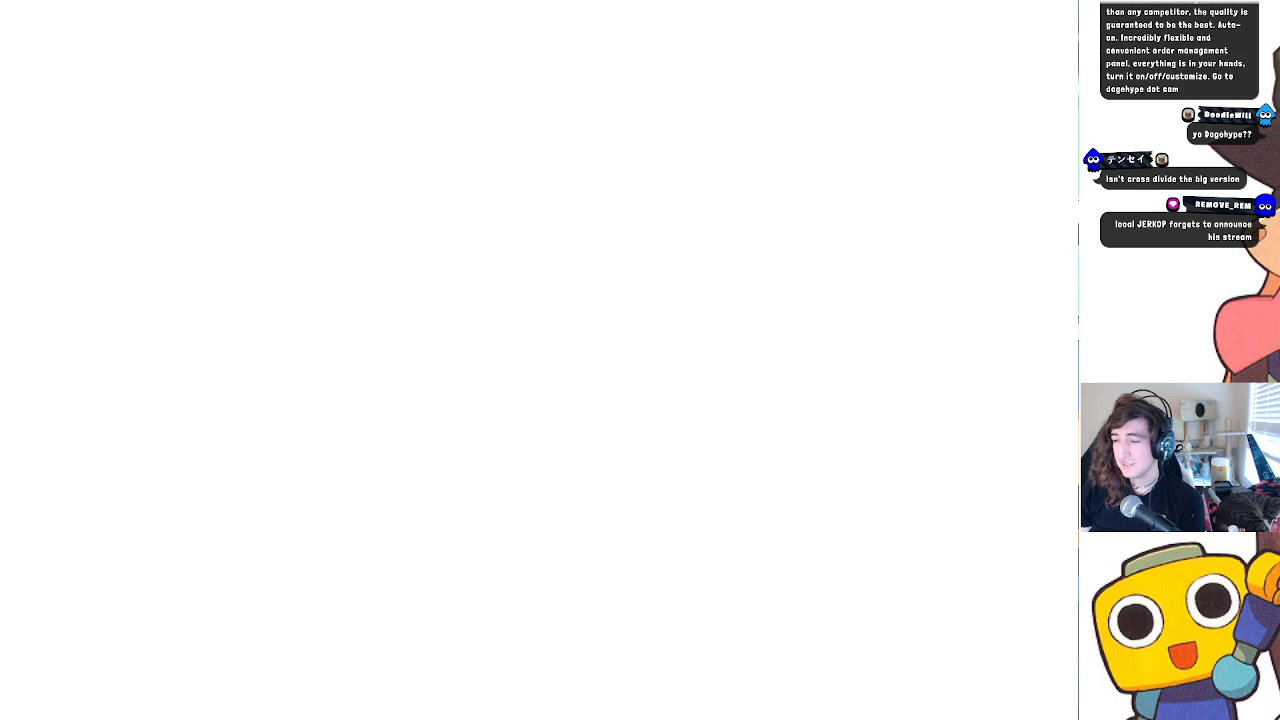 than any competitor, the quality is
guaranteed to be the best. Auto-
on. Incredibly flexible and
convenient order management
panel, everything is in your hands,
turn it on/off/customize. Go to
dogehype dot com
DoodleWill
yo Dogehype??
テンセイ
Isn't cross divide the big version
REMOVE_REM
local JERKOP forgets to announce
his stream